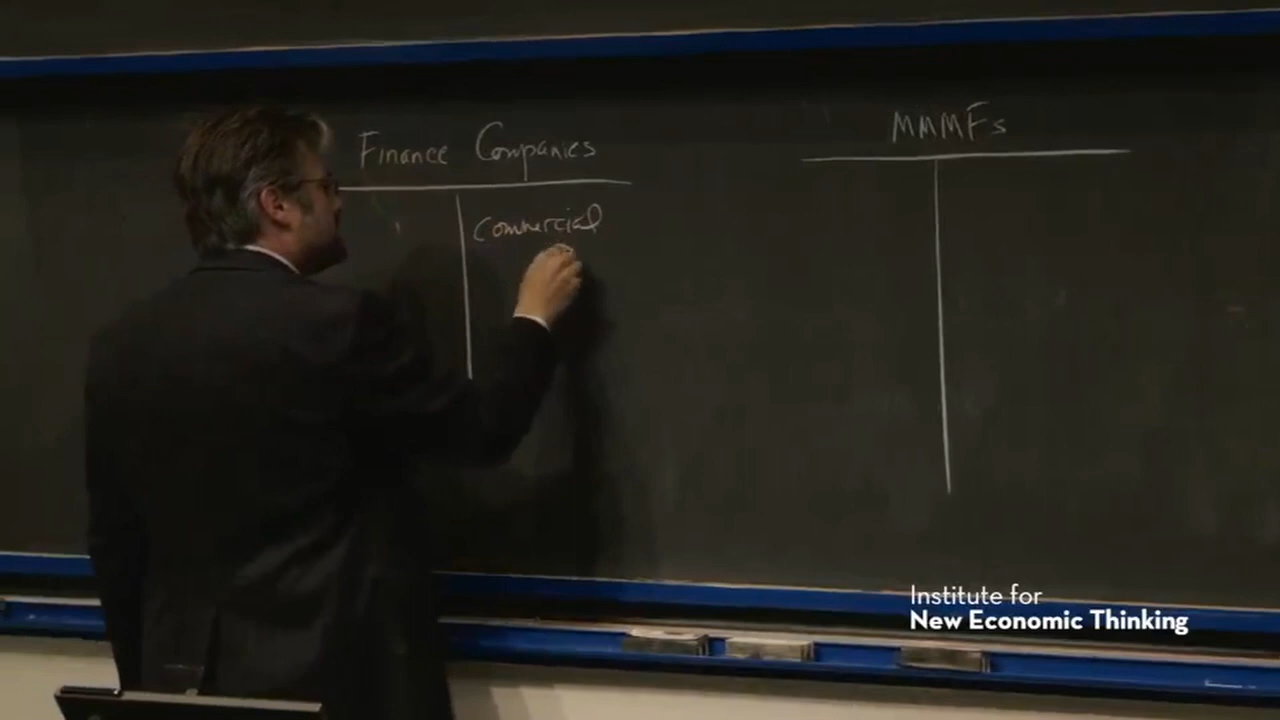 Finance Companies
Commercial
MMMFs
Institute for
New Economic Thinking